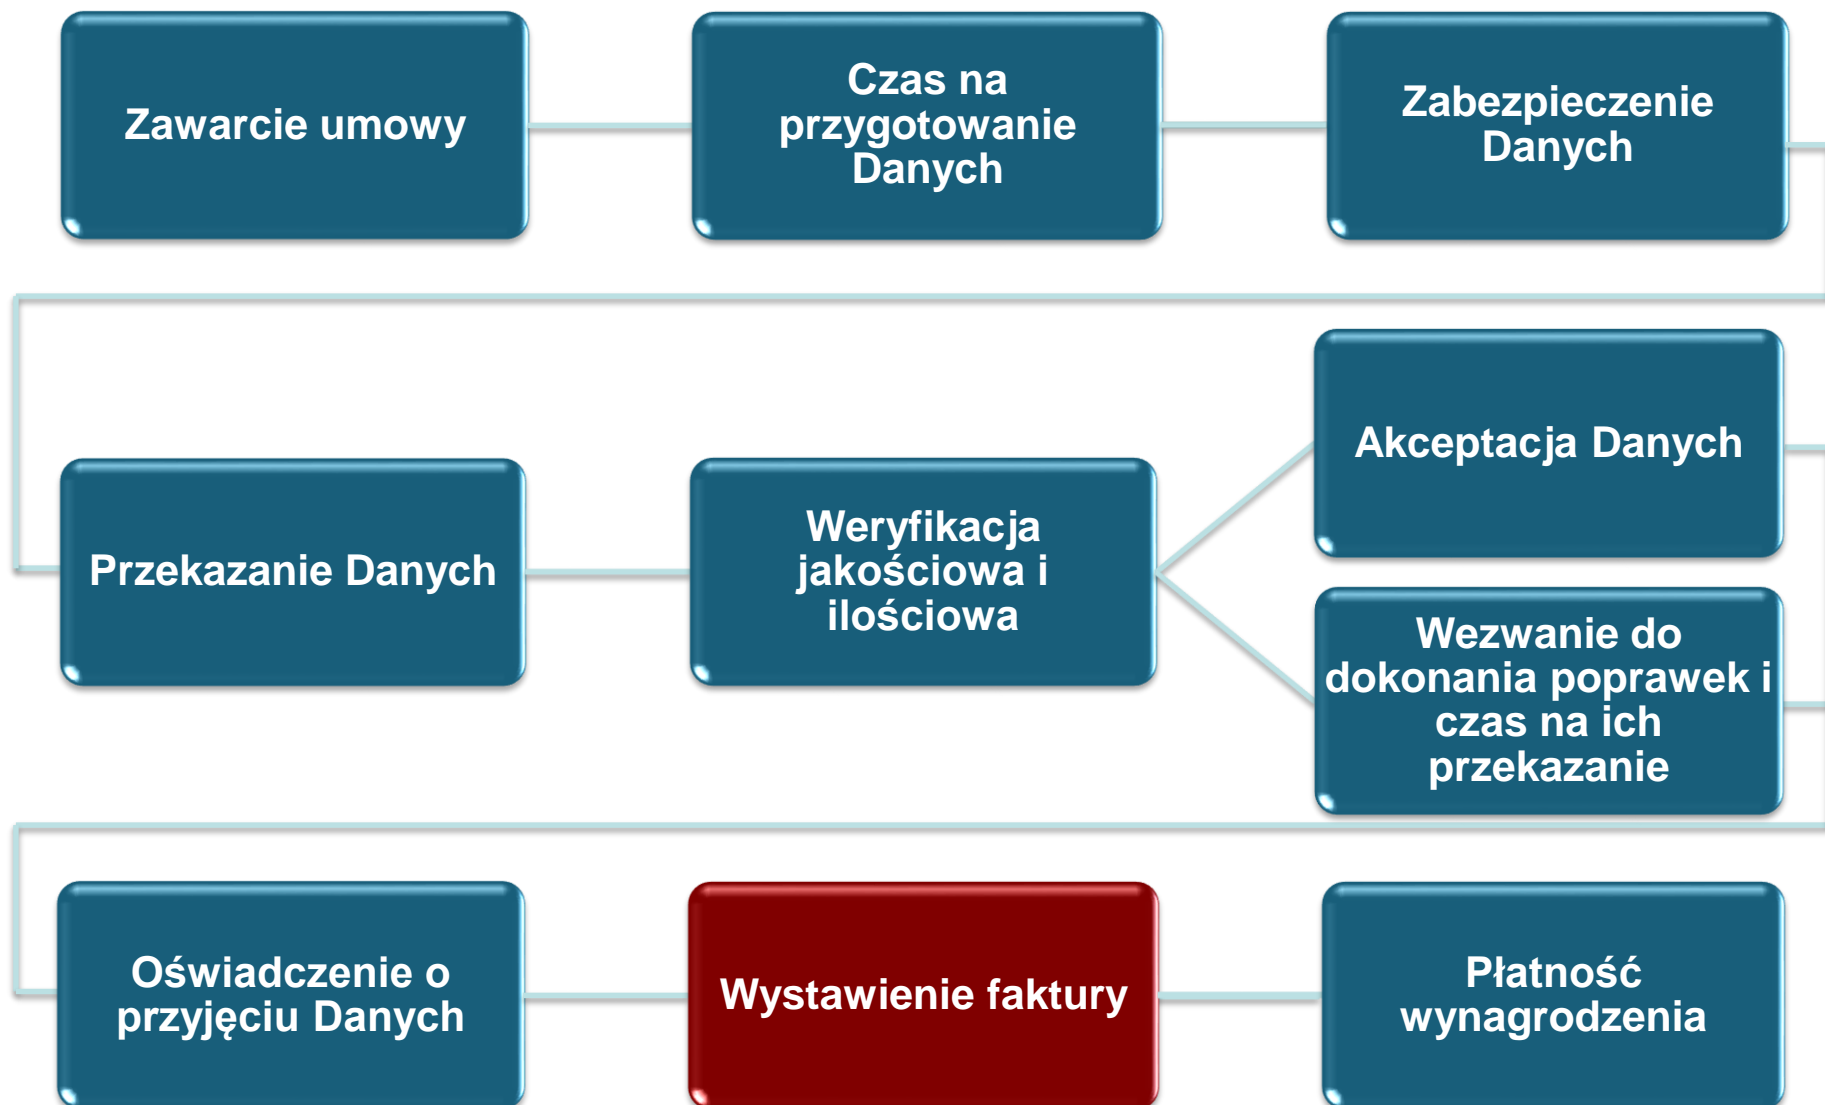 Zawarcie umowy
Czas na
przygotowanie
Danych
Zabezpieczenie
Danych
Przekazanie Danych
Weryfikacja
jakościowa i
ilościowa
Akceptacja Danych
Wezwanie do
dokonania poprawek i
czas na ich
przekazanie
Oświadczenie o
przyjęciu Danych
Wystawienie faktury
Płatność
wynagrodzenia